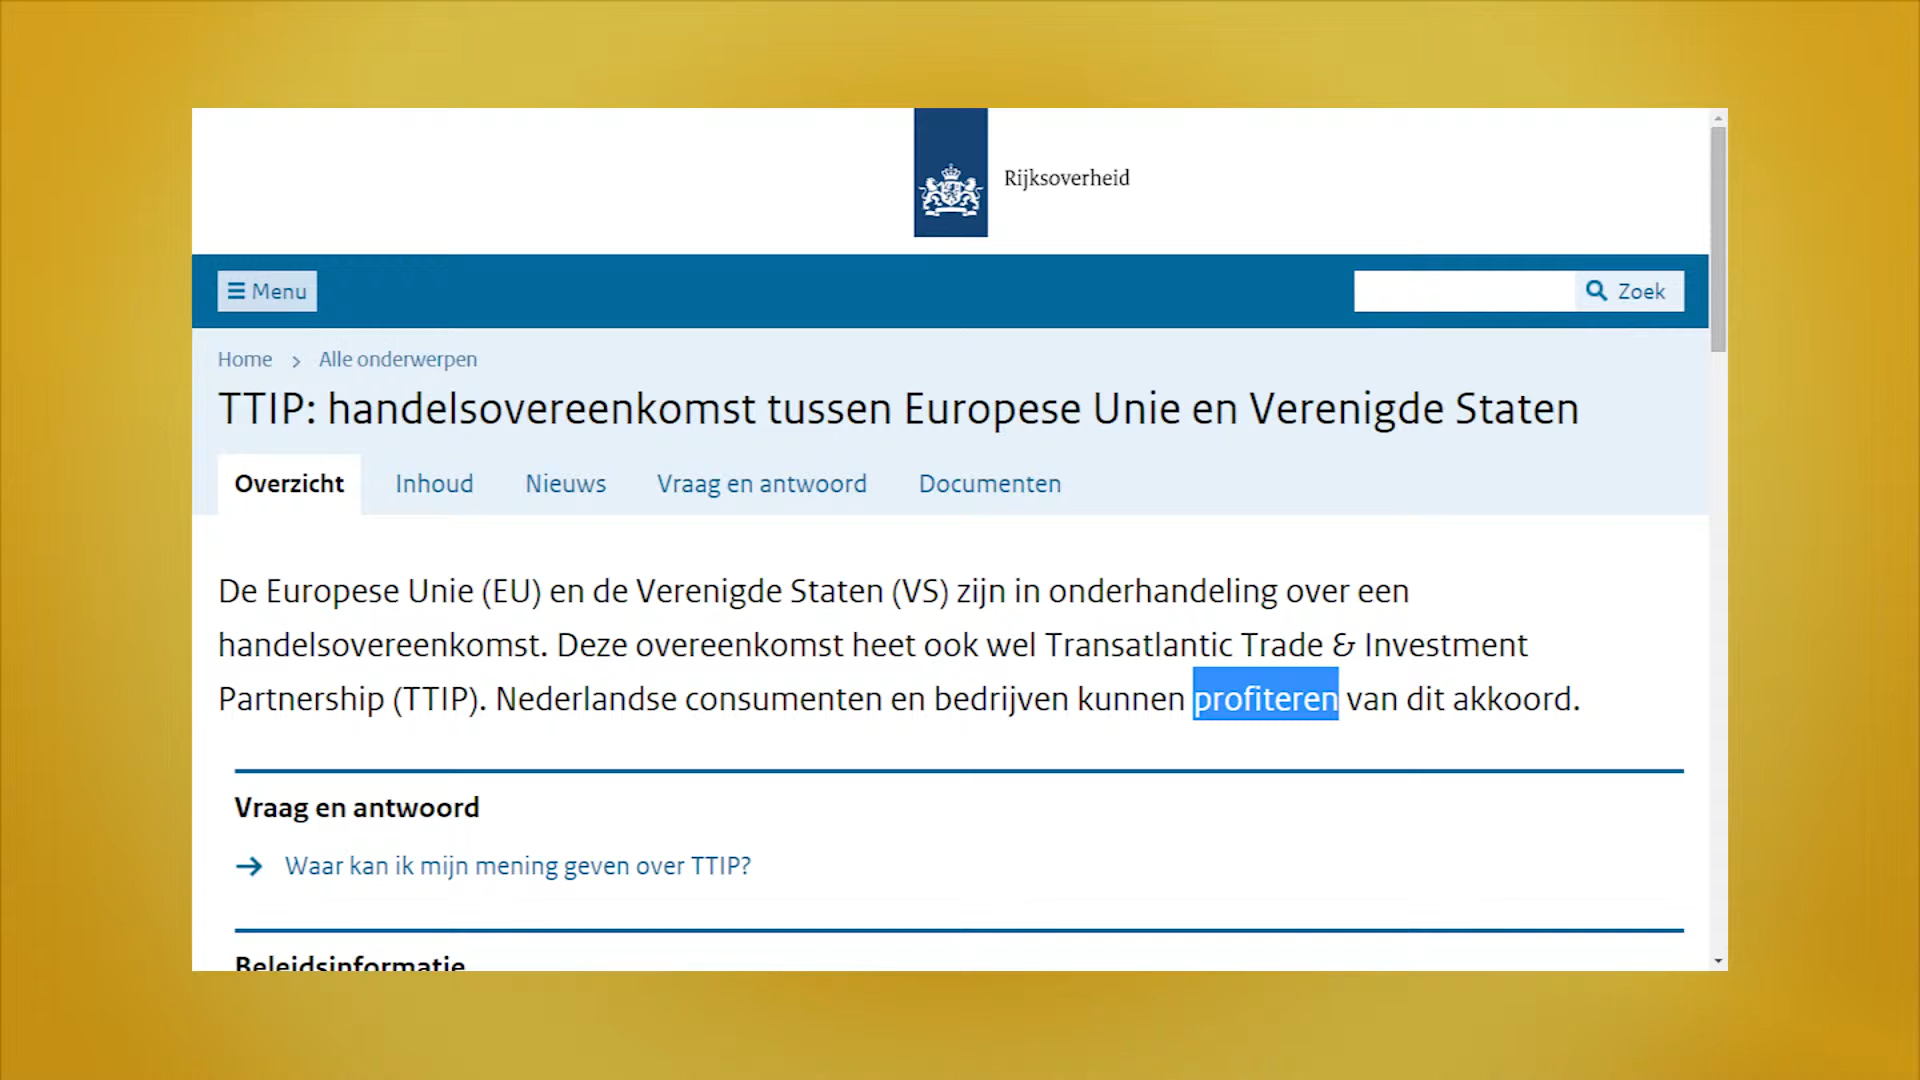 Rijksoverheid
Menu
Zoek
Home > Alle onderwerpen
TTIP: handelsovereenkomst tussen Europese Unie en Verenigde Staten
Overzicht Inhoud Nieuws Vraag en antwoord Documenten
De Europese Unie (EU) en de Verenigde Staten (VS) zijn in onderhandeling over een
handelsovereenkomst. Deze overeenkomst heet ook wel Transatlantic Trade & Investment
Partnership (TTIP). Nederlandse consumenten en bedrijven kunnen profiteren van dit akkoord.
Vraag en antwoord
→ Waar kan ik mijn mening geven over TTIP?
Beleidsinformatie